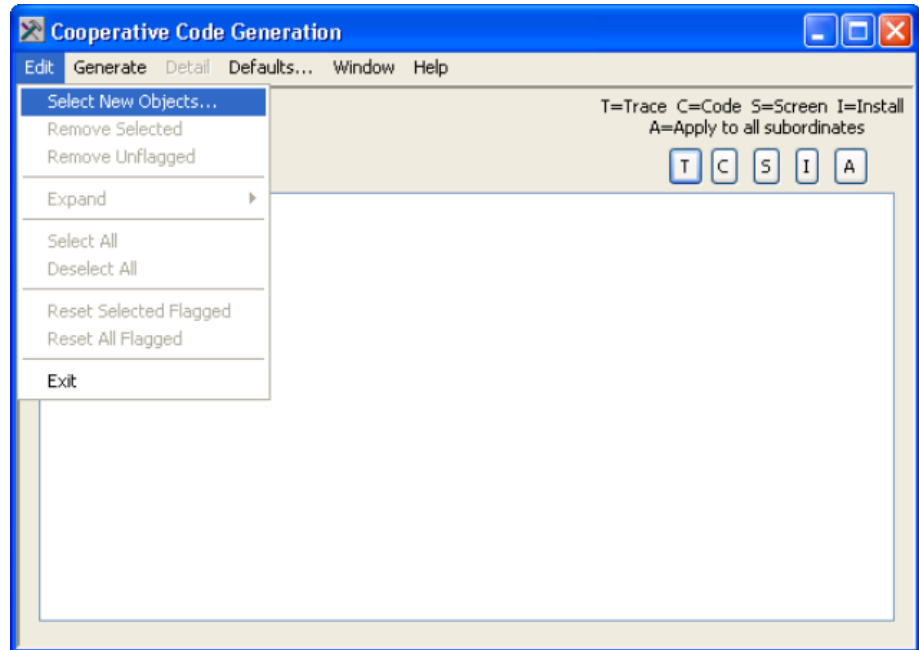 Cooperative Code Generation
Edit Generate Detail Defaults... Window Help
Select New Objects...
Remove Selected
Remove Unflagged
Expand
Select All
Deselect All
Reset Selected Flagged
Reset All Flagged
Exit
T=Trace C=Code S=Screen I=Install
A=Apply to all subordinates
T C S I A